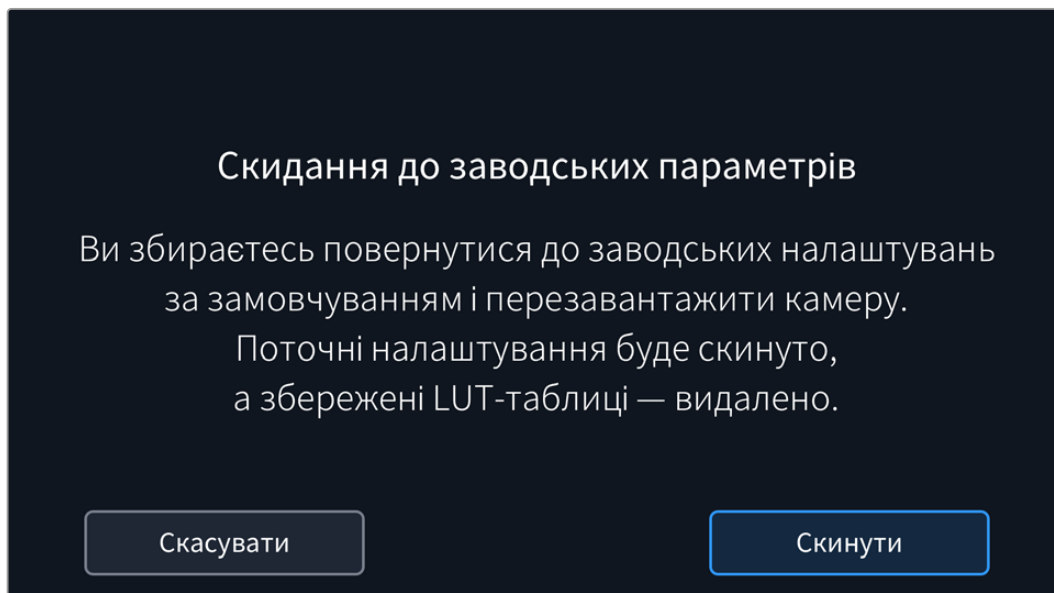 Скидання до заводських параметрів
Ви збираєтесь повернутися до заводських налаштувань
за замовчуванням і перезавантажити камеру.
Поточні налаштування буде скинуто,
а збережені LUT-таблиці — видалено.
Скасувати
Скинути